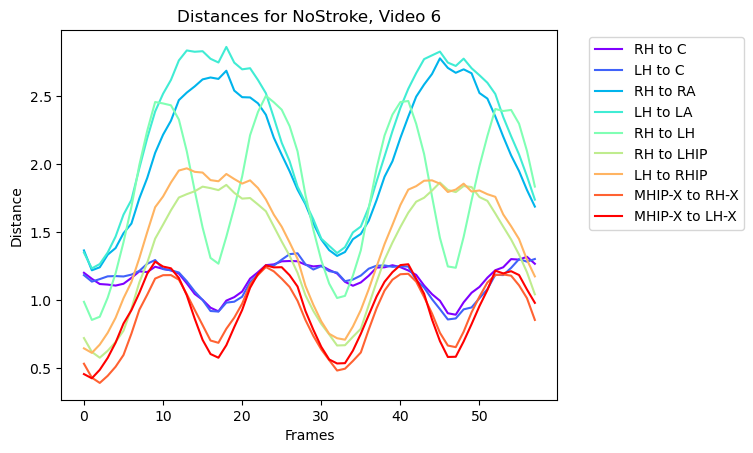 Distances for NoStroke, Video 6
Distance
2.5
2.0
1.5
1.0
0.5
0
10
20
30
40
50
Frames
RH to C
LH to C
RH to RA
LH to LA
RH to LH
RH to LHIP
LH to RHIP
MHIP-X to RH-X
MHIP-X to LH-X